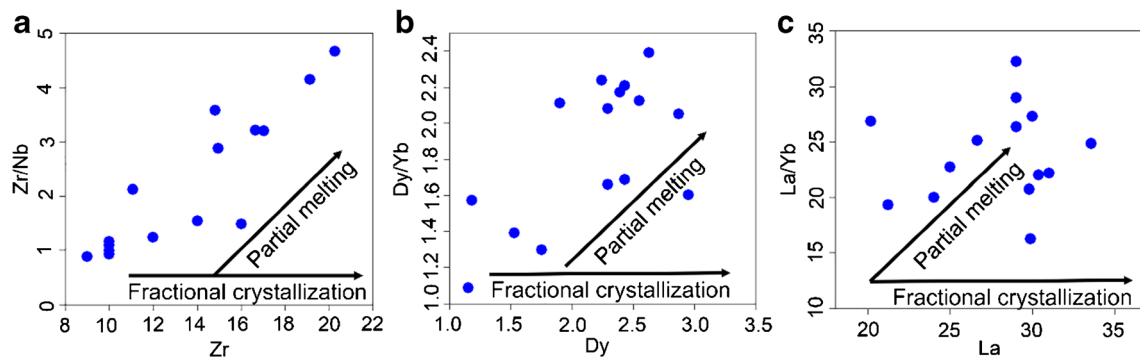 a
5
4
3
2
1
0
Zr/Nb
8
10
12
14
16
18
20
22
Zr
Partial melting
Fractional crystallization
b
2.4
2.0
1.6 1.8
1.4
1.2
1.0
Dy/Yb
1.0
1.5
2.0
2.5
3.0
3.5
Dy
Partial melting
Fractional crystallization
c
35
30
25
20
15
10
La/Yb
20
25
30
35
La
Partial melting
Fractional crystallization